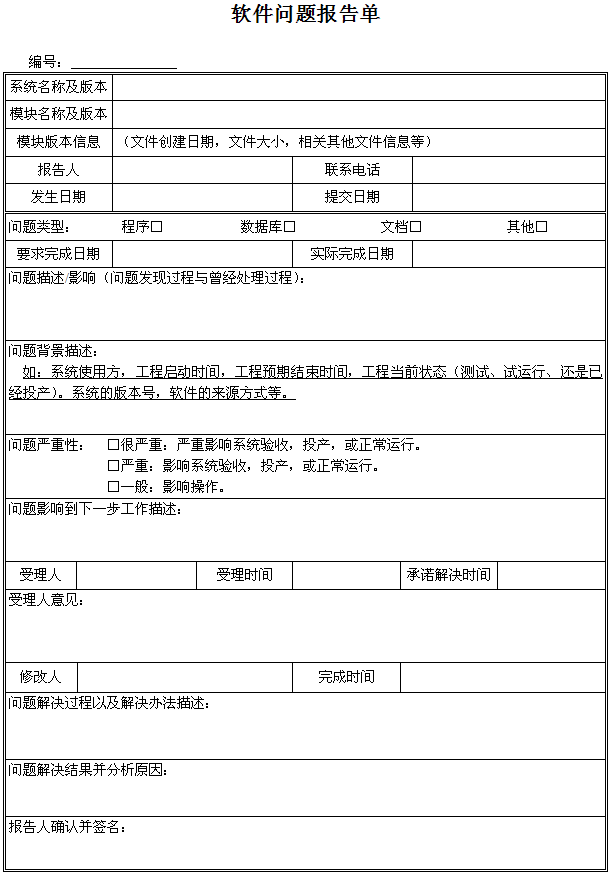 软件问题报告单
编号：
系统名称及版本
模块名称及版本
模块版本信息 （文件创建日期，文件大小，相关其他文件信息等）
报告人 联系电话
发生日期 提交日期
问题类型： 程序□ 数据库□ 文档□ 其他□
要求完成日期 实际完成日期
问题描述/影响（问题发现过程与曾经处理过程）：
问题背景描述：
如：系统使用方，工程启动时间，工程预期结束时间，工程当前状态（测试、试运行、还是已
经投产）。系统的版本号，软件的来源方式等。
问题严重性： □很严重：严重影响系统验收，投产，或正常运行。
□严重：影响系统验收，投产，或正常运行。
□一般：影响操作。
问题影响到下一步工作描述：
受理人 受理时间 承诺解决时间
受理人意见：
修改人 完成时间
问题解决过程以及解决办法描述：
问题解决结果并分析原因：
报告人确认并签名：